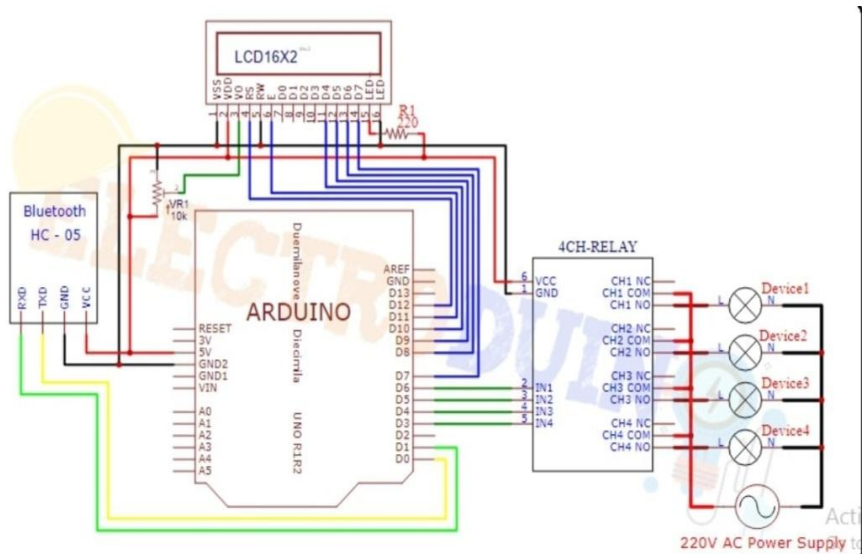 LCD16X2
VSS
VDD
VO
RS
RW
E
D0
D1
D2
D3
D4
D5
D6
D7
LED+
LED-
1
2
3
4
5
6
7
8
9
10
11
12
13
14
15
16
R1
220
VR1
10k
Bluetooth
HC - 05
RXD
TXD
GND
VCC
ELECTRODUINO
ARDUINO
Duemilanove
Diecimila
UNO R1R2
RESET
3V
5V
GND2
GND1
VIN
A0
A1
A2
A3
A4
A5
AREF
GND
D13
D12
D11
D10
D9
D8
D7
D6
D5
D4
D3
D2
D1
D0
4CH-RELAY
6 VCC
1 GND
2 IN1
3 IN2
4 IN3
5 IN4
CH1 NC
CH1 COM
CH1 NO
CH2 NC
CH2 COM
CH2 NO
CH3 NC
CH3 COM
CH3 NO
CH4 NC
CH4 COM
CH4 NO
Device1
L N
Device2
L N
Device3
L N
Device4
L N
220V AC Power Supply
Acti